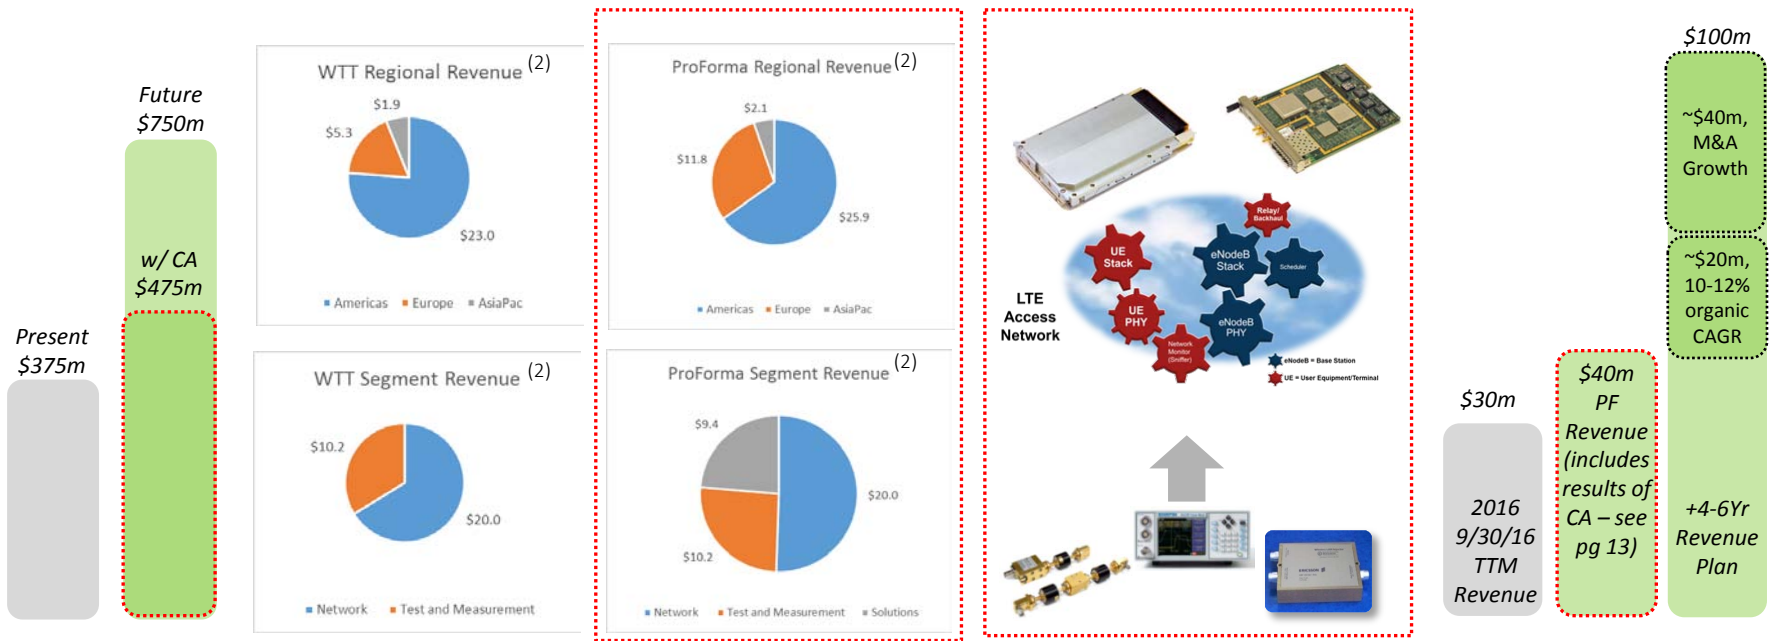 Present
$375m
Future
$750m
w/ CA
$475m
WTT Regional Revenue (2)
$1.9
$5.3
$23.0
Americas Europe AsiaPac
WTT Segment Revenue (2)
$10.2
$20.0
Network Test and Measurement
ProForma Regional Revenue (2)
$2.1
$11.8
$25.9
Americas Europe AsiaPac
ProForma Segment Revenue (2)
$9.4
$20.0
$10.2
Network Test and Measurement Solutions
Relay/
Backhaul
UE
Stack
eNodeB
Stack
Scheduler
LTE
Access
Network
UE
PHY
eNodeB
PHY
Network
Monitor
(Sniffer)
eNodeB = Base Station
UE = User Equipment/Terminal
ERICSSON
$30m
2016
9/30/16
TTM
Revenue
$40m
PF
Revenue
(includes
results of
CA – see
pg 13)
$100m
~$40m,
M&A
Growth
~$20m,
10-12%
organic
CAGR
+4-6Yr
Revenue
Plan